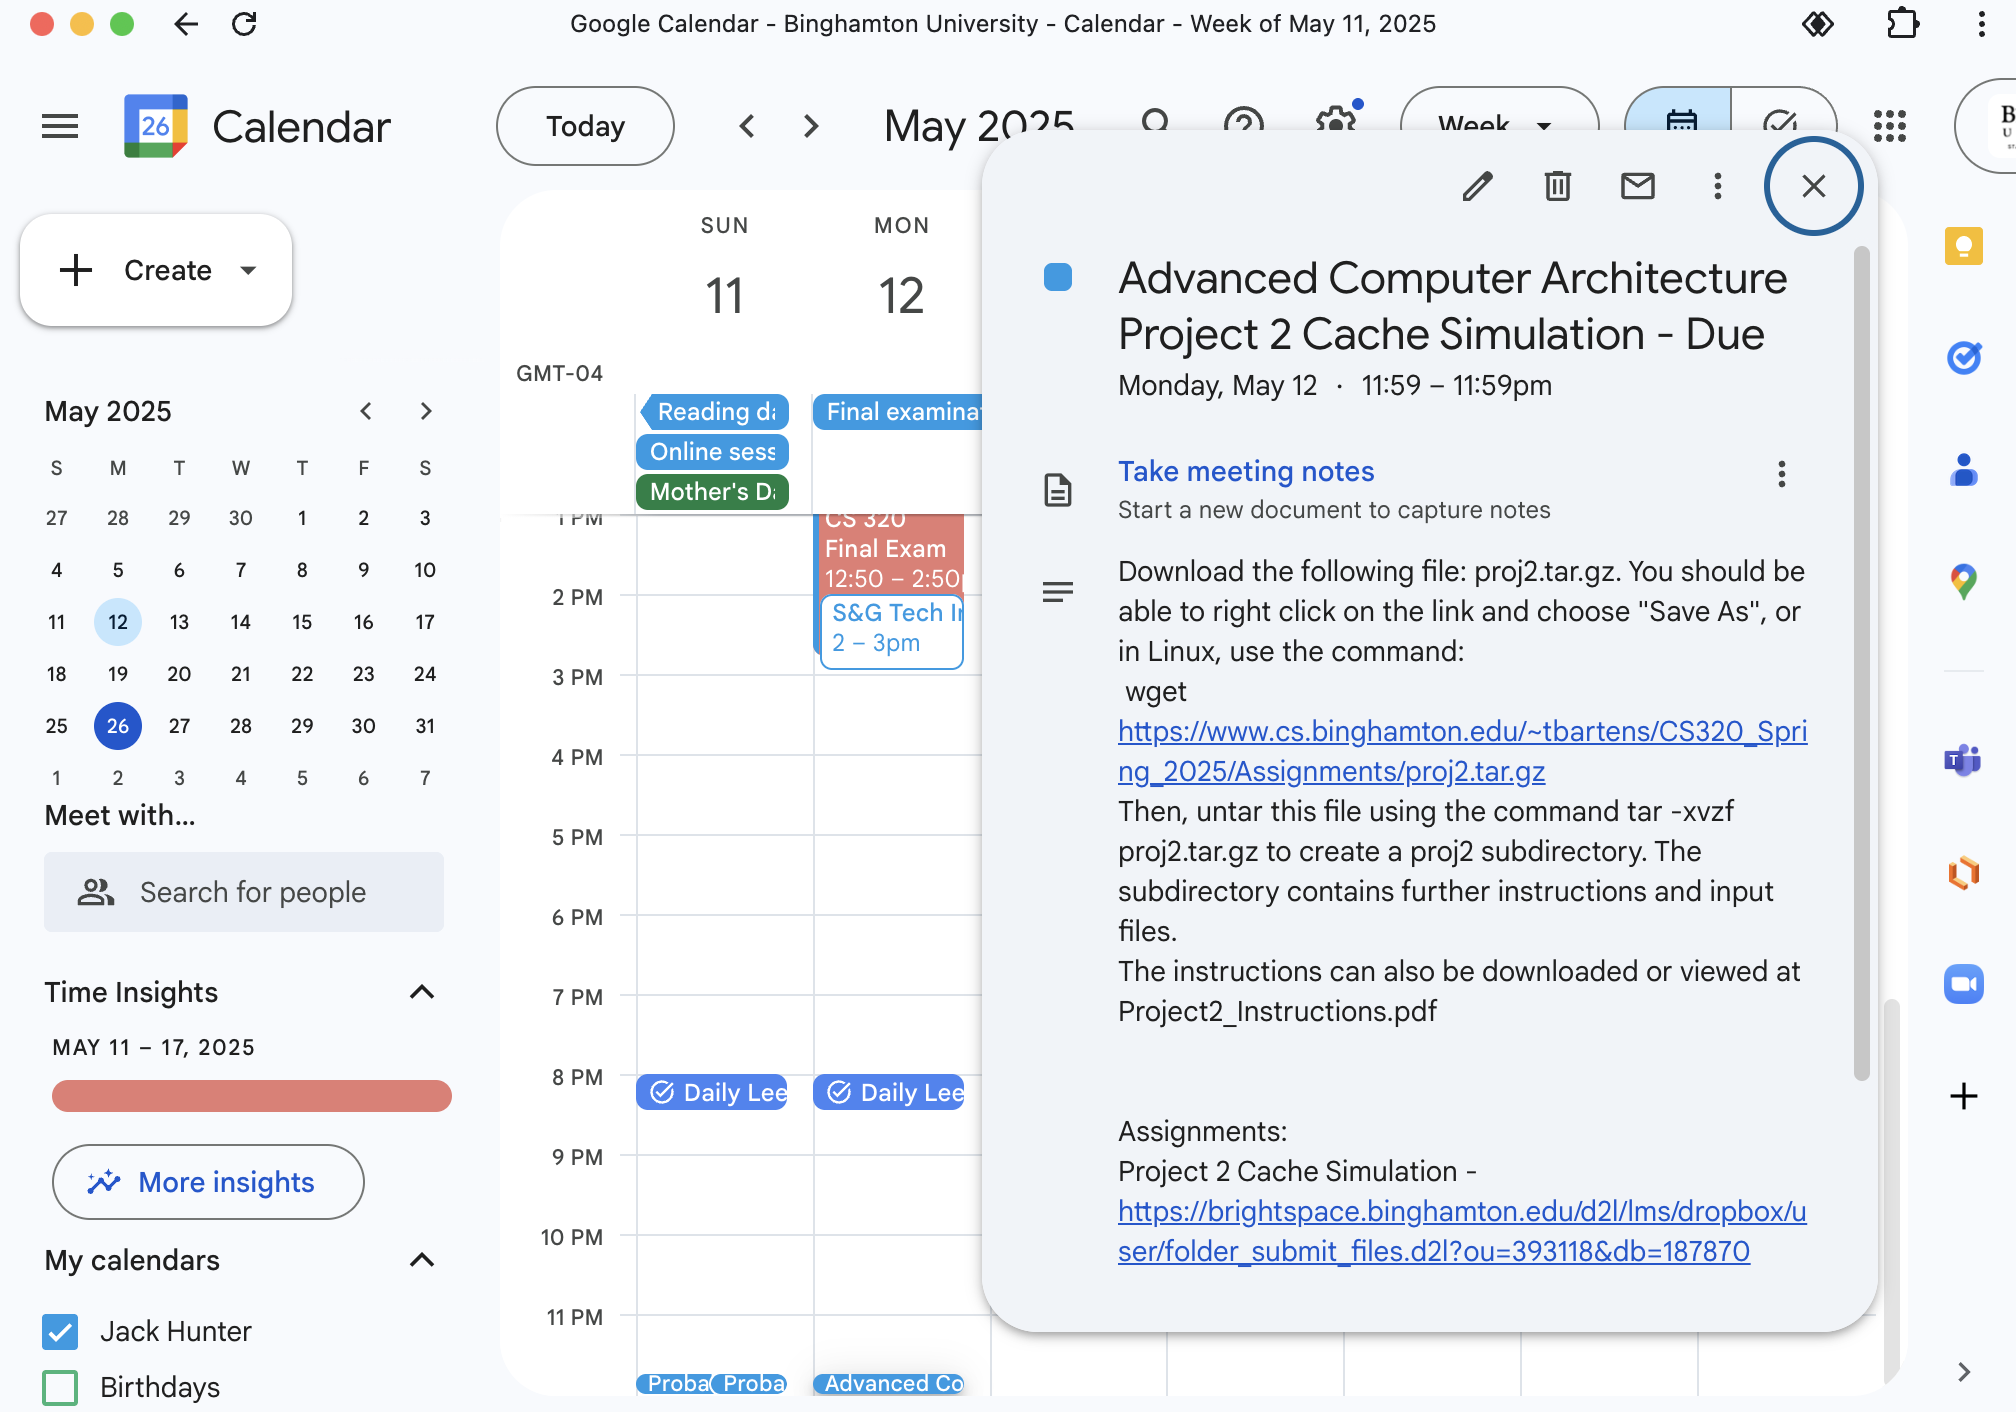 Google Calendar - Binghamton University - Calendar - Week of May 11, 2025
26
Calendar
Today
May 2025
Week
Create
SUN
MON
11
12
GMT-04
Reading da
Final examina
Online sess
Mother's Da
1 PM
2 PM
3 PM
4 PM
5 PM
6 PM
7 PM
8 PM
9 PM
10 PM
11 PM
CS 320
Final Exam
12:50 – 2:50
S&G Tech In
2 – 3pm
Daily Lee
Daily Lee
Proba
Proba
Advanced Co
May 2025
S M T W T F S
27 28 29 30 1 2 3
4 5 6 7 8 9 10
11 12 13 14 15 16 17
18 19 20 21 22 23 24
25 26 27 28 29 30 31
1 2 3 4 5 6 7
Meet with...
Search for people
Time Insights
MAY 11 – 17, 2025
More insights
My calendars
Jack Hunter
Birthdays
Advanced Computer Architecture
Project 2 Cache Simulation - Due
Monday, May 12 · 11:59 – 11:59pm
Take meeting notes
Start a new document to capture notes
Download the following file: proj2.tar.gz. You should be
able to right click on the link and choose "Save As", or
in Linux, use the command:
wget
https://www.cs.binghamton.edu/~tbartens/CS320_Spri
ng_2025/Assignments/proj2.tar.gz
Then, untar this file using the command tar -xvzf
proj2.tar.gz to create a proj2 subdirectory. The
subdirectory contains further instructions and input
files.
The instructions can also be downloaded or viewed at
Project2_Instructions.pdf
Assignments:
Project 2 Cache Simulation -
https://brightspace.binghamton.edu/d2l/lms/dropbox/u
ser/folder_submit_files.d2l?ou=393118&db=187870